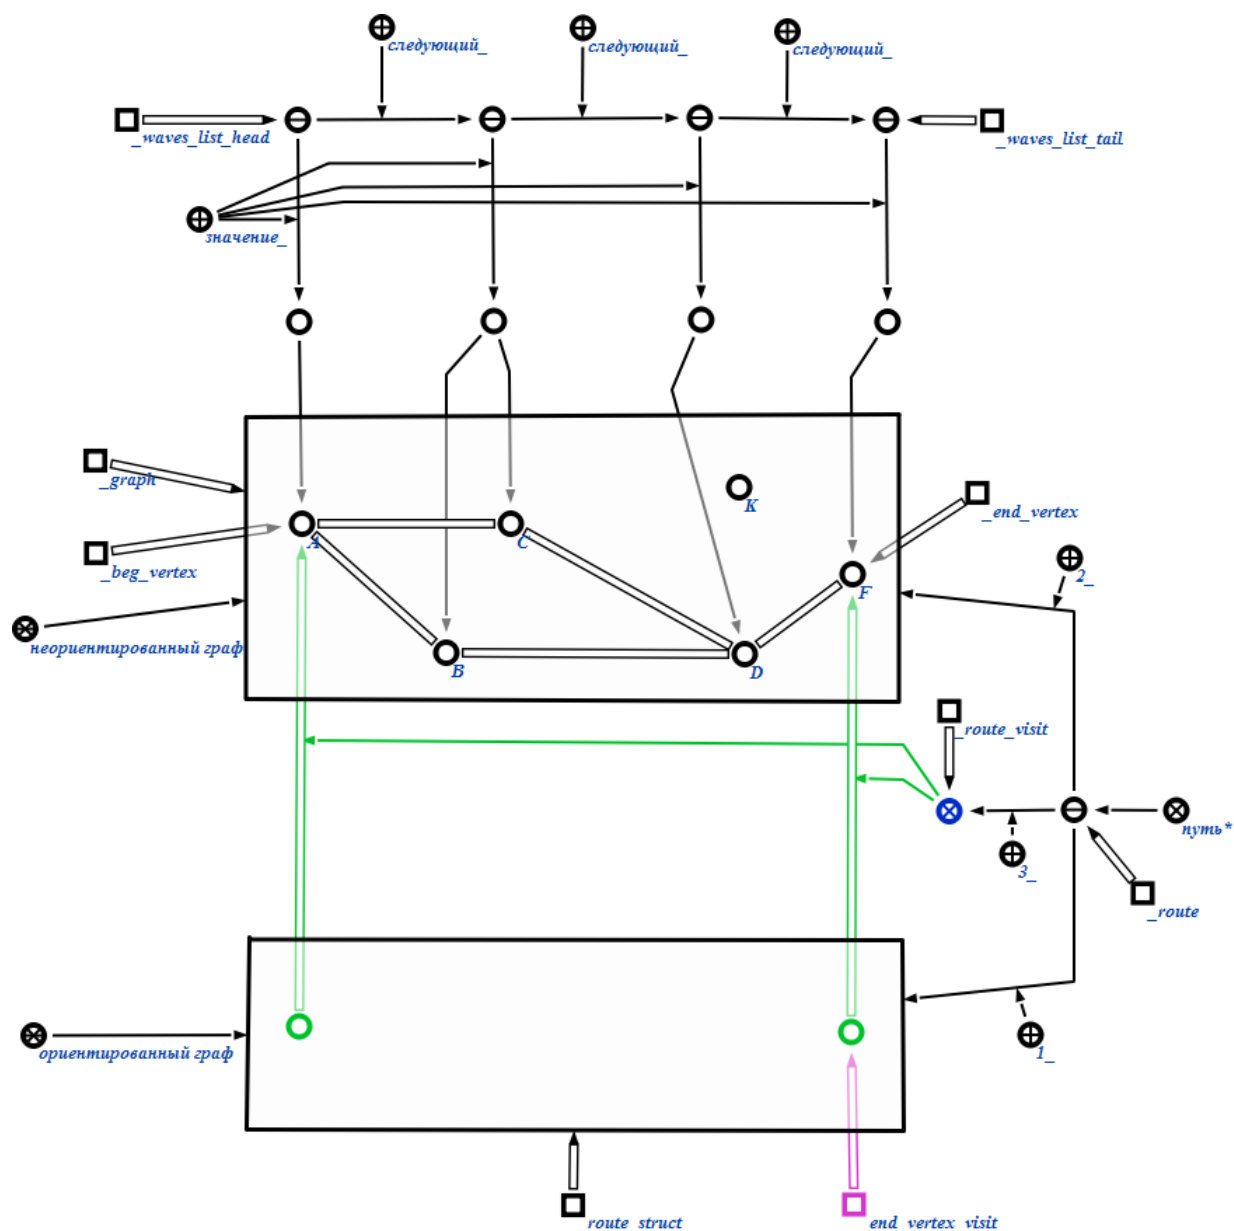 следующий_
следующий_
следующий_
_waves_list_head
_waves_list_tail
значение_
_graph
K
_end_vertex
A
C
_beg_vertex
2_
F
неориентированный граф
B
D
_route_visit
путь*
3_
_route
ориентированный граф
1_
route_struct
end_vertex_visit